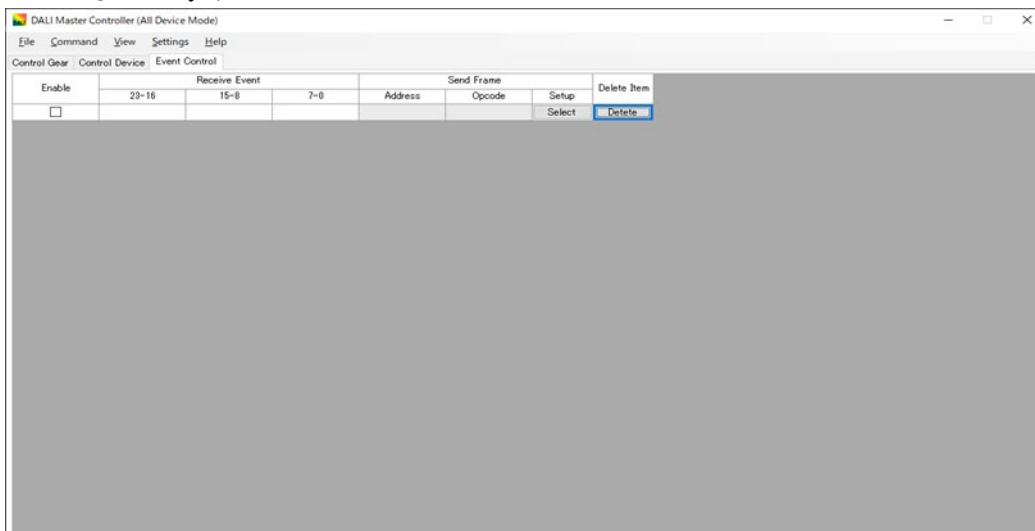 DALI Master Controller (All Device Mode)
File Command View Settings Help
Control Gear Control Device Event Control
Enable Receive Event Send Frame Delete Item
23-16 15-8 7-0 Address Opcode Setup
Select Detete